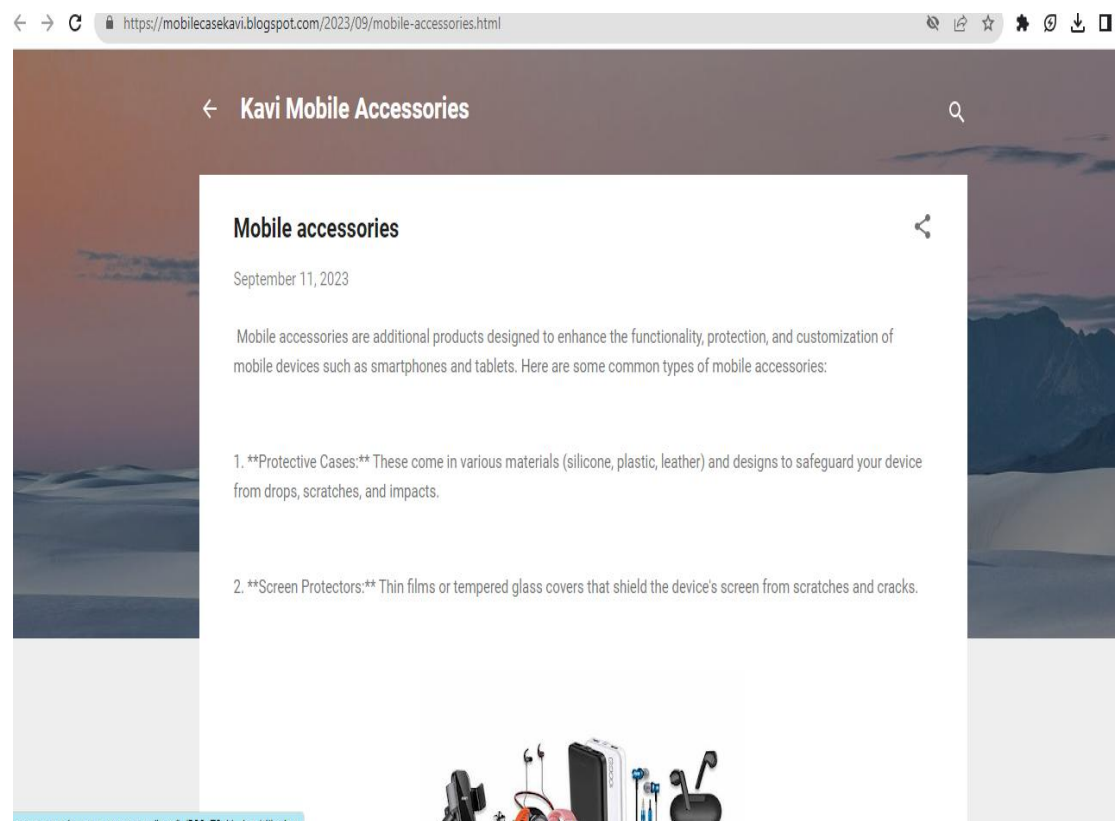 https://mobilecasekavi.blogspot.com/2023/09/mobile-accessories.html
Kavi Mobile Accessories
Mobile accessories
September 11, 2023
Mobile accessories are additional products designed to enhance the functionality, protection, and customization of
mobile devices such as smartphones and tablets. Here are some common types of mobile accessories:
1. **Protective Cases:** These come in various materials (silicone, plastic, leather) and designs to safeguard your device
from drops, scratches, and impacts.
2. **Screen Protectors:** Thin films or tempered glass covers that shield the device's screen from scratches and cracks.